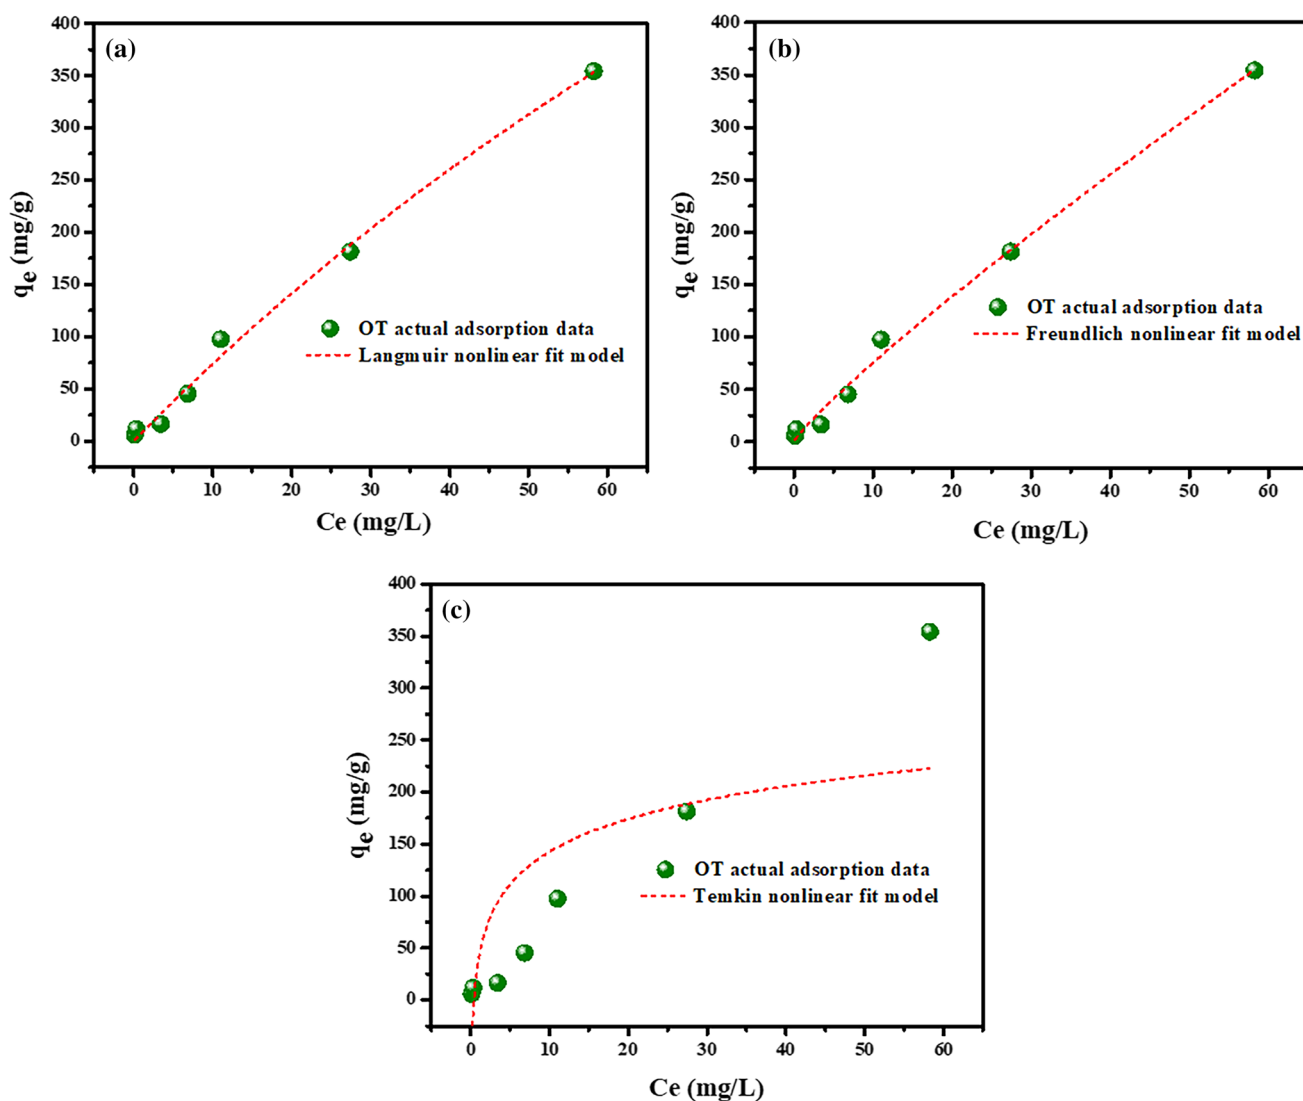 (a)
400
350
300
250
200
150
100
50
0
qe (mg/g)
OT actual adsorption data
Langmuir nonlinear fit model
0 10 20 30 40 50 60
Ce (mg/L)
(b)
400
350
300
250
200
150
100
50
0
qe (mg/g)
OT actual adsorption data
Freundlich nonlinear fit model
0 10 20 30 40 50 60
Ce (mg/L)
(c)
400
350
300
250
200
150
100
50
0
qe (mg/g)
OT actual adsorption data
Temkin nonlinear fit model
0 10 20 30 40 50 60
Ce (mg/L)